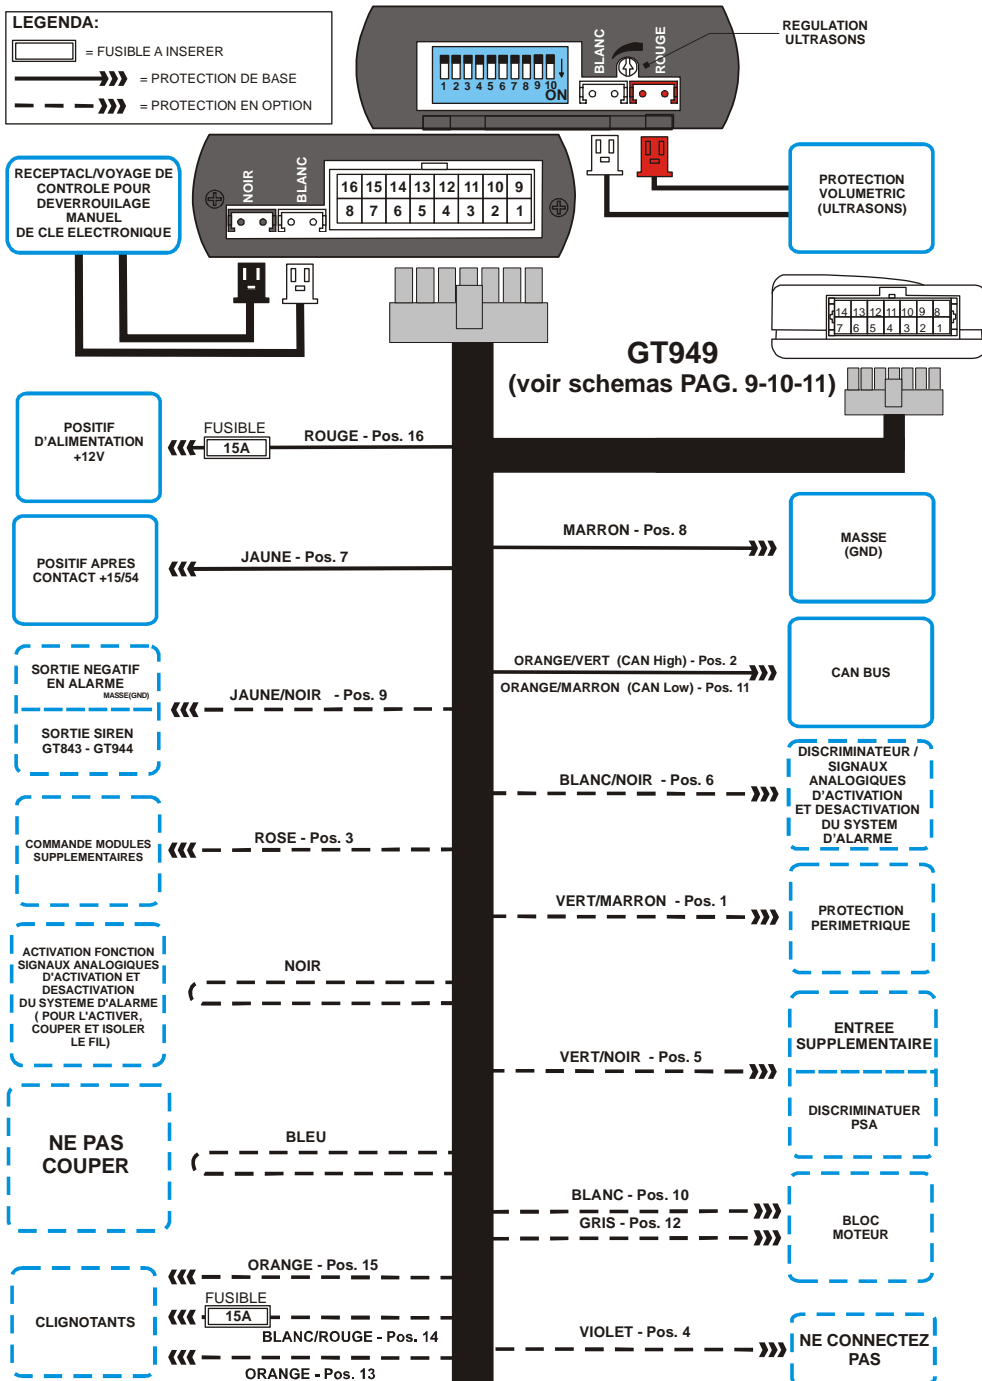 LEGENDA:
= FUSIBLE A INSERER
= PROTECTION DE BASE
= PROTECTION EN OPTION
REGULATION
ULTRASONS
BLANC
ROUGE
1 2 3 4 5 6 7 8 9 10
ON
RECEPTACL/VOYAGE DE
CONTROLE POUR
DEVERROUILAGE
MANUEL
DE CLE ELECTRONIQUE
NOIR
BLANC
16 15 14 13 12 11 10 9
8 7 6 5 4 3 2 1
PROTECTION
VOLUMETRIC
(ULTRASONS)
14 13 12 11 10 9 8
7 6 5 4 3 2 1
GT949
(voir schemas PAG. 9-10-11)
POSITIF
D'ALIMENTATION
+12V
FUSIBLE
15A
ROUGE - Pos. 16
POSITIF APRES
CONTACT +15/54
JAUNE - Pos. 7
MARRON - Pos. 8
MASSE
(GND)
SORTIE NEGATIF
EN ALARME
MASSE(GND)
SORTIE SIREN
GT843 - GT944
JAUNE/NOIR - Pos. 9
ORANGE/VERT (CAN High) - Pos. 2
ORANGE/MARRON (CAN Low) - Pos. 11
CAN BUS
BLANC/NOIR - Pos. 6
DISCRIMINATEUR /
SIGNAUX
ANALOGIQUES
D'ACTIVATION
ET DESACTIVATION
DU SYSTEM
D'ALARME
COMMANDE MODULES
SUPPLEMENTAIRES
ROSE - Pos. 3
VERT/MARRON - Pos. 1
PROTECTION
PERIMETRIQUE
ACTIVATION FONCTION
SIGNAUX ANALOGIQUES
D'ACTIVATION ET
DESACTIVATION
DU SYSTEME D'ALARME
( POUR L'ACTIVER,
COUPER ET ISOLER
LE FIL)
NOIR
VERT/NOIR - Pos. 5
ENTREE
SUPPLEMENTAIRE
DISCRIMINATUER
PSA
NE PAS
COUPER
BLEU
BLANC - Pos. 10
GRIS - Pos. 12
BLOC
MOTEUR
CLIGNOTANTS
ORANGE - Pos. 15
FUSIBLE
15A
BLANC/ROUGE - Pos. 14
ORANGE - Pos. 13
VIOLET - Pos. 4
NE CONNECTEZ
PAS